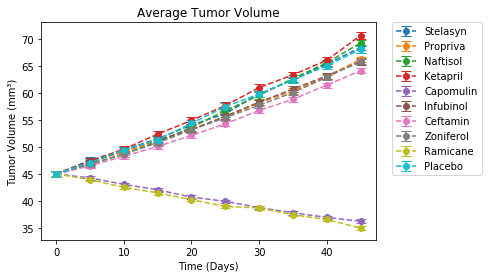 Average Tumor Volume
Tumor Volume (mm³)
70
65
60
55
50
45
40
35
0
10
20
30
40
Time (Days)
Stelasyn
Propriva
Naftisol
Ketapril
Capomulin
Infubinol
Ceftamin
Zoniferol
Ramicane
Placebo